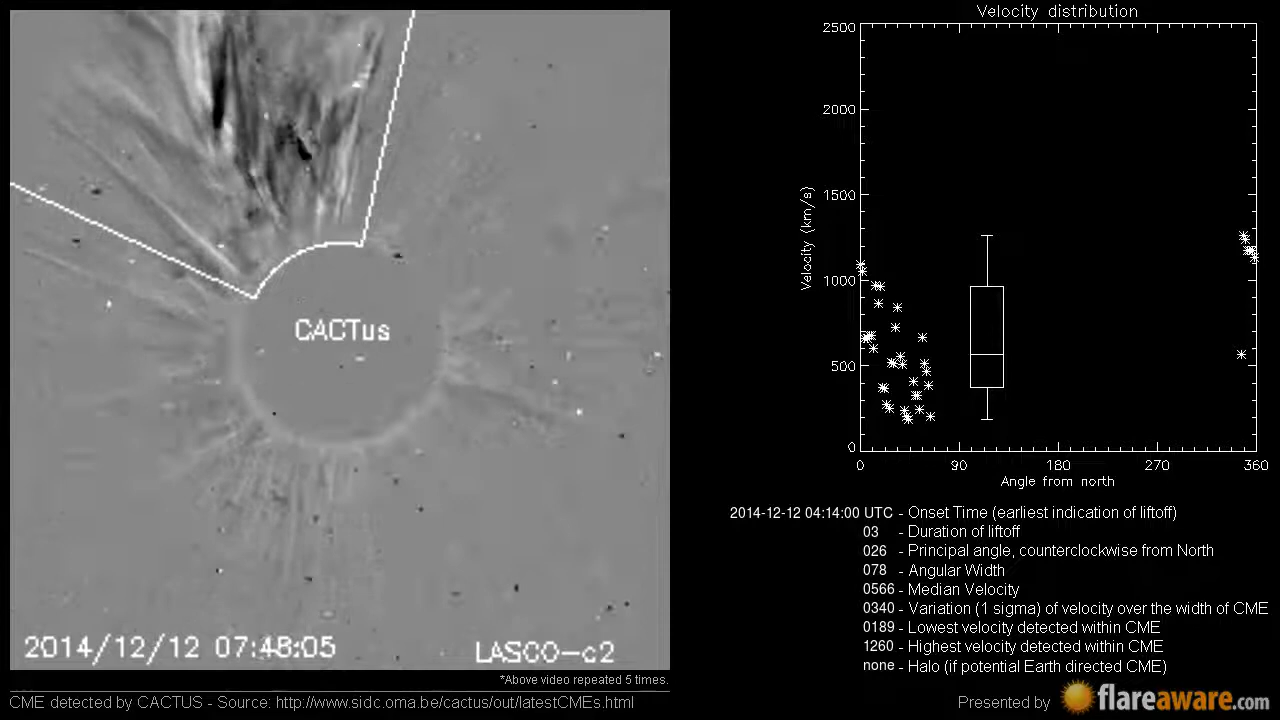 CACTus
2014/12/12 07:48:05
LASCO-c2
*Above video repeated 5 times.
CME detected by CACTUS - Source: http://www.sidc.oma.be/cactus/out/latestCMEs.html
Velocity distribution
2500
2000
1500
1000
500
0
Velocity (km/s)
0 90 180 270 360
Angle from north
2014-12-12 04:14:00 UTC - Onset Time (earliest indication of liftoff)
03 - Duration of liftoff
026 - Principal angle, counterclockwise from North
078 - Angular Width
0566 - Median Velocity
0340 - Variation (1 sigma) of velocity over the width of CME
0189 - Lowest velocity detected within CME
1260 - Highest velocity detected within CME
none - Halo (if potential Earth directed CME)
Presented by flareaware.com